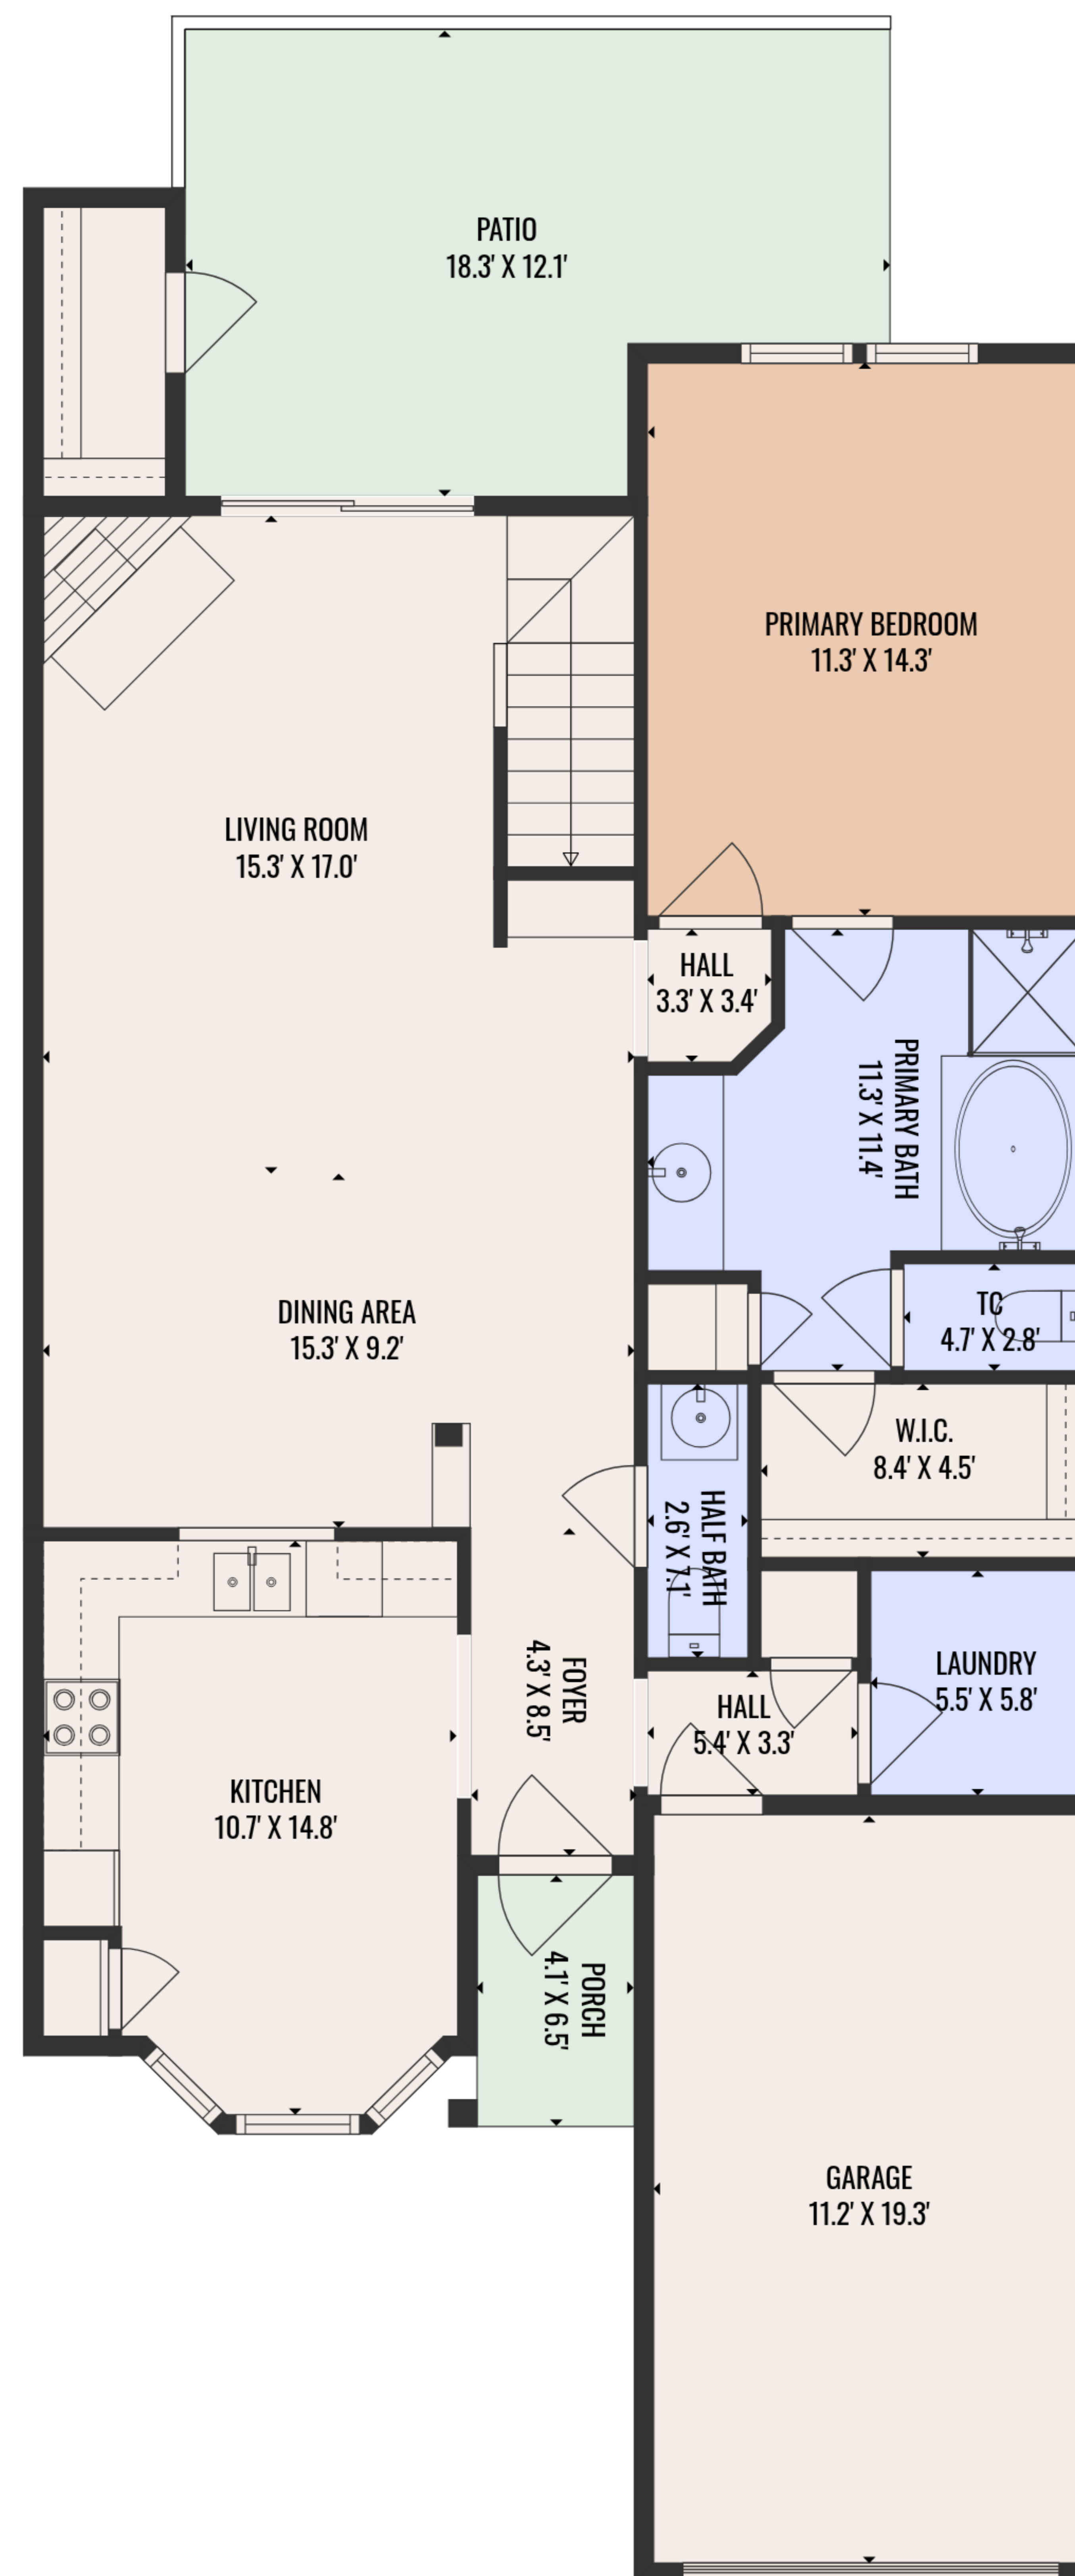 PATIO
18.3' X 12.1'
PRIMARY BEDROOM
11.3' X 14.3'
LIVING ROOM
15.3' X 17.0'
HALL
3.3' X 3.4'
PRIMARY BATH
11.3' X 11.4'
TC
4.7' X 2.8'
DINING AREA
15.3' X 9.2'
W.I.C.
8.4' X 4.5'
HALF BATH
2.6' X 7.1'
FOYER
4.3' X 8.5'
LAUNDRY
5.5' X 5.8'
HALL
5.4' X 3.3'
KITCHEN
10.7' X 14.8'
PORCH
4.1' X 6.5'
GARAGE
11.2' X 19.3'